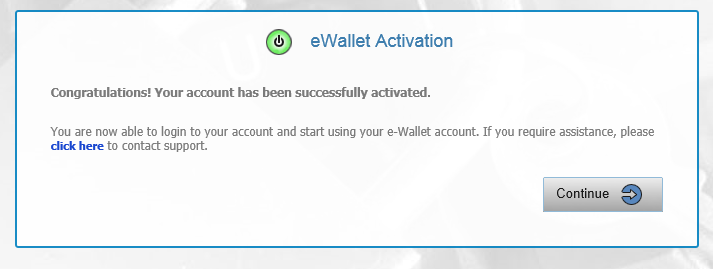 eWallet Activation
Congratulations! Your account has been successfully activated.
You are now able to login to your account and start using your e-Wallet account. If you require assistance, please
click here to contact support.
Continue